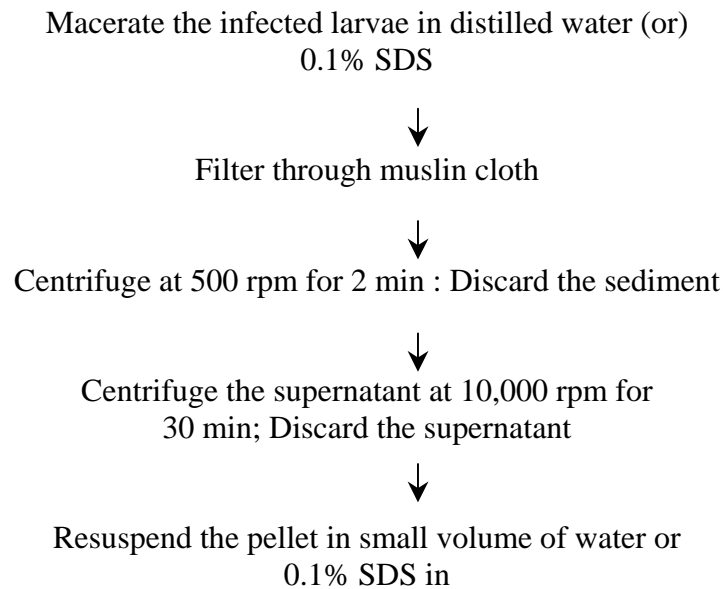 Macerate the infected larvae in distilled water (or)
0.1% SDS
Filter through muslin cloth
Centrifuge at 500 rpm for 2 min : Discard the sediment
Centrifuge the supernatant at 10,000 rpm for
30 min; Discard the supernatant
Resuspend the pellet in small volume of water or
0.1% SDS in